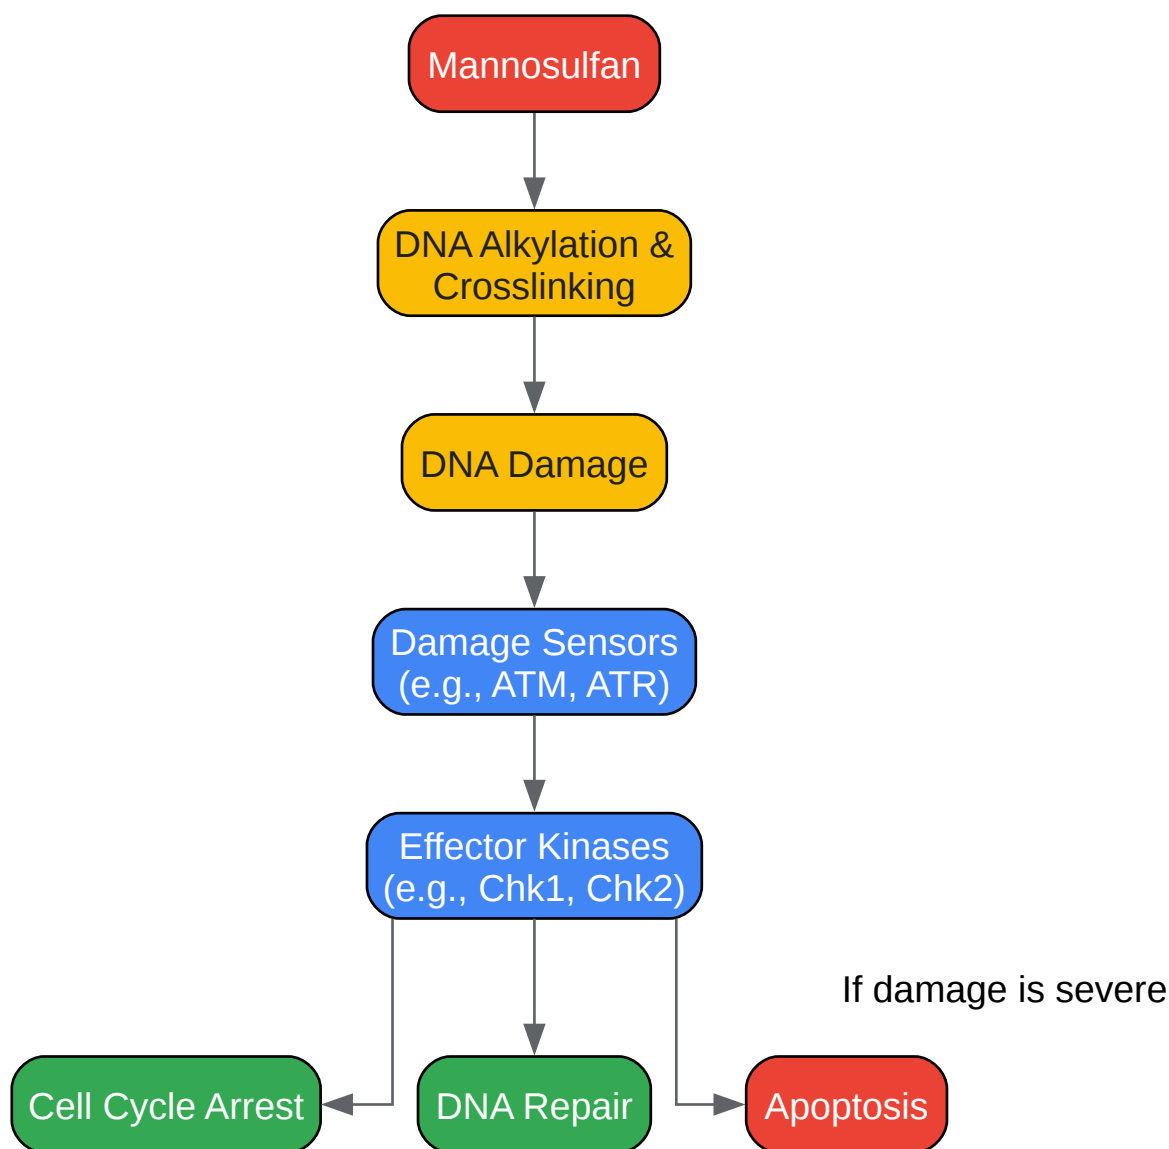 Mannosulfan
DNA Alkylation &
Crosslinking
DNA Damage
Damage Sensors
(e.g., ATM, ATR)
Effector Kinases
(e.g., Chk1, Chk2)
If damage is severe
Cell Cycle Arrest
DNA Repair
Apoptosis